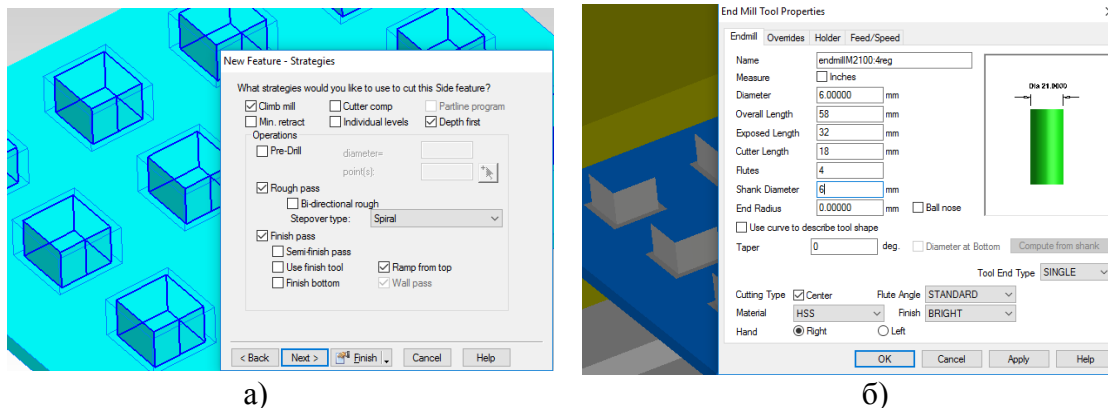 New Feature - Strategies
What strategies would you like to use to cut this Side feature?
Climb mill Cutter comp Partline program
Min. retract Individual levels Depth first
Operations
Pre-Drill diameter=
point(s):
Rough pass
Bi-directional rough
Stepover type: Spiral
Finish pass
Semi-finish pass
Use finish tool Ramp from top
Finish bottom Wall pass
< Back Next > Finish Cancel Help
а)
End Mill Tool Properties
Endmill Overrides Holder Feed/Speed
Name endmillM2100:4reg
Measure Inches
Diameter 6.00000 mm
Overall Length 58 mm
Exposed Length 32 mm
Cutter Length 18 mm
Flutes 4
Shank Diameter 6 mm
End Radius 0.00000 mm Ball nose
Dia 21.0000
Use curve to describe tool shape
Taper 0 deg. Diameter at Bottom Compute from shank
Tool End Type SINGLE
Cutting Type Center Flute Angle STANDARD
Material HSS Finish BRIGHT
Hand Right Left
OK Cancel Apply Help
б)